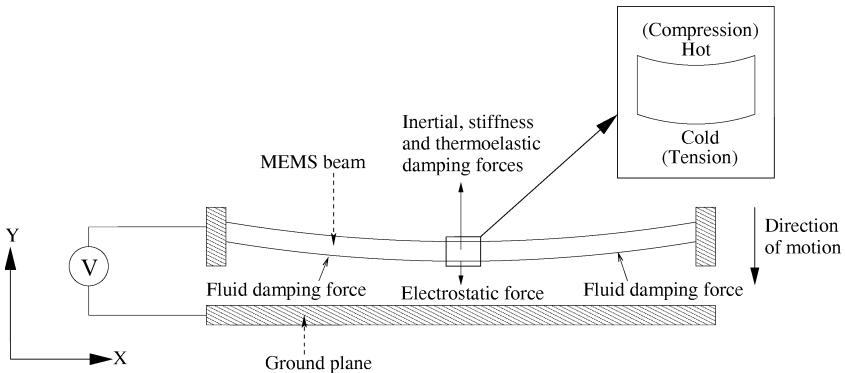 (Compression)
Hot
Cold
(Tension)
Inertial, stiffness
and thermoelastic
damping forces
MEMS beam
Direction
of motion
Y
V
Fluid damping force
Electrostatic force
Fluid damping force
X
Ground plane